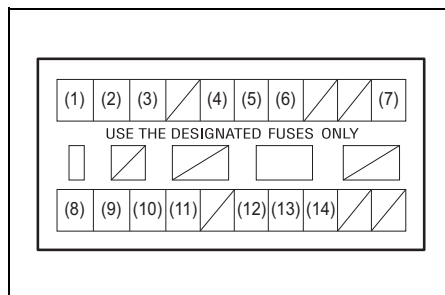 (1) (2) (3) (4) (5) (6) (7)
USE THE DESIGNATED FUSES ONLY
(8) (9) (10) (11) (12) (13) (14)